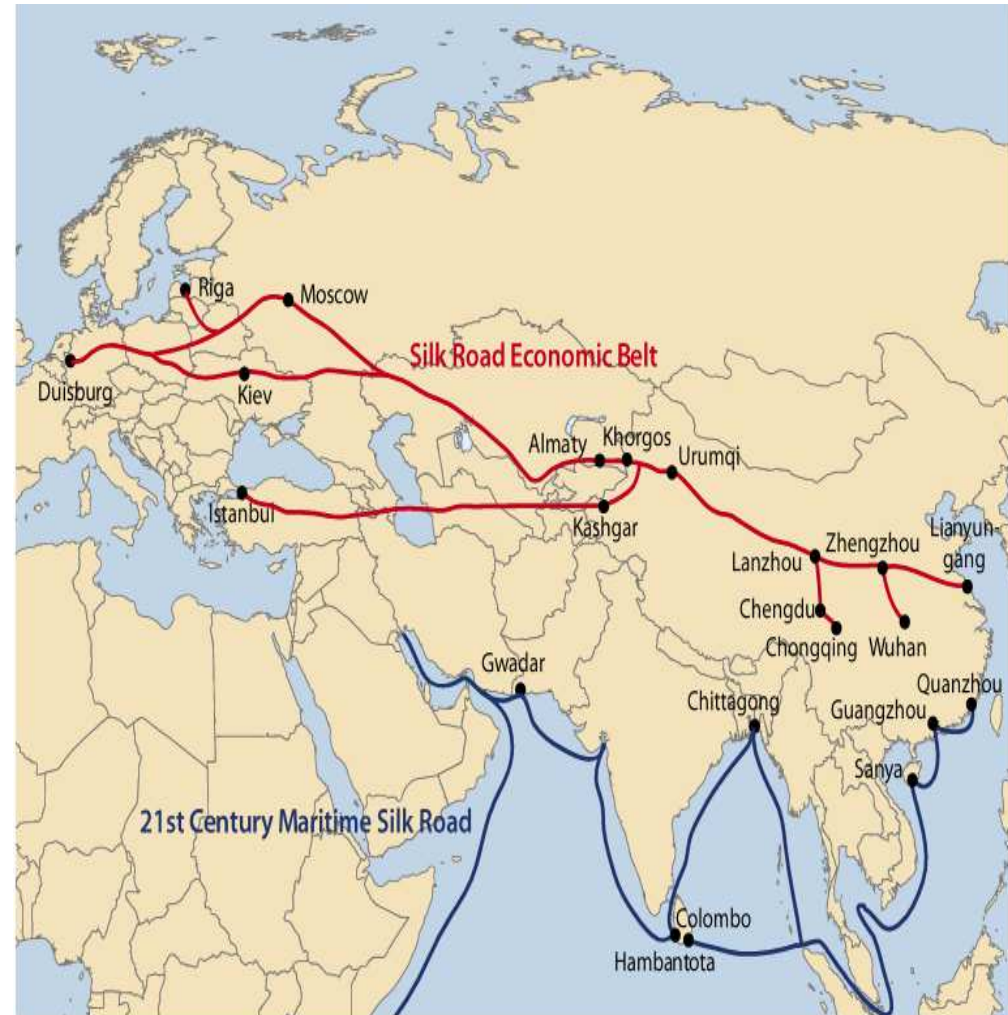 Riga
Moscow
Silk Road Economic Belt
Duisburg
Kiev
Almaty
Khorgos
Urumqi
Istanbul
Kashgar
Lanzhou
Zhengzhou
Lianyun-
gang
Chengdu
Chongqing
Wuhan
Gwadar
Chittagong
Quanzhou
Guangzhou
Sanya
21st Century Maritime Silk Road
Colombo
Hambantota